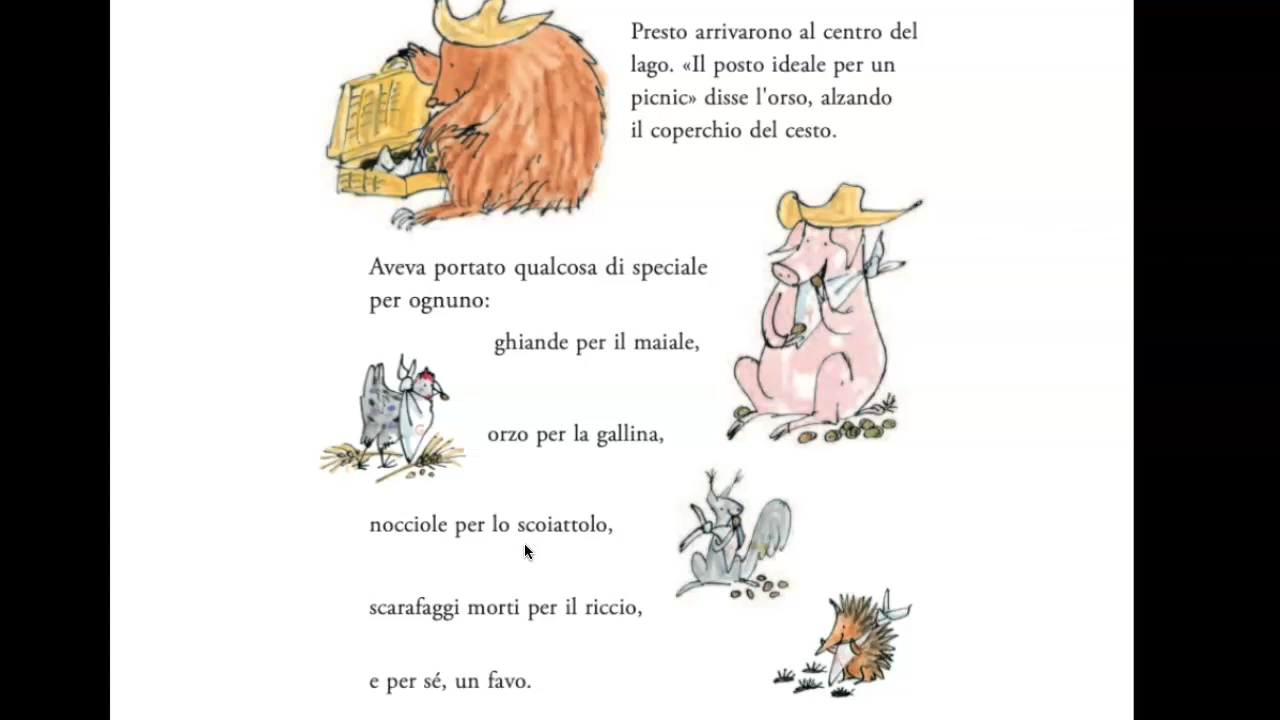 Presto arrivarono al centro del
lago. «Il posto ideale per un
picnic» disse l'orso, alzando
il coperchio del cesto.
Aveva portato qualcosa di speciale
per ognuno:
ghiande per il maiale,
orzo per la gallina,
nocciole per lo scoiattolo,
scarafaggi morti per il riccio,
e per sé, un favo.